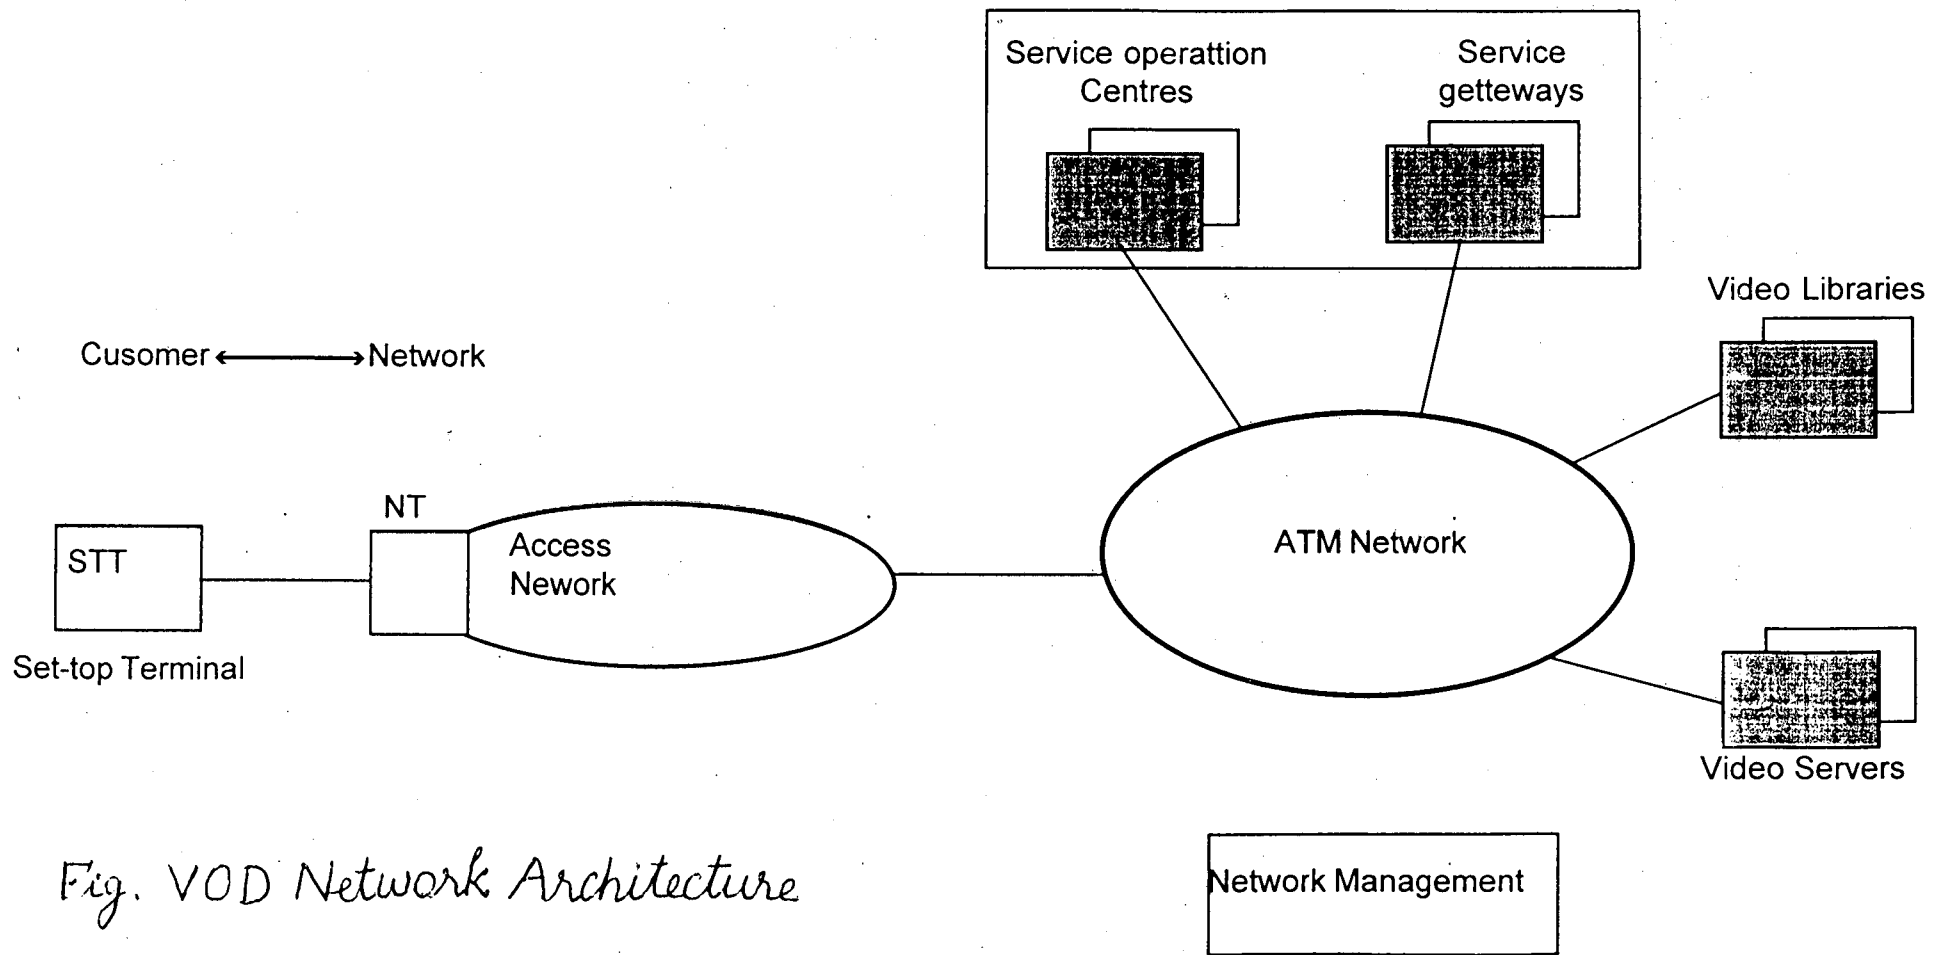 Service operattion
Centres
Service
getteways
Video Libraries
Cusomer
Network
NT
STT
Access
Nework
ATM Network
Set-top Terminal
Video Servers
Fig. VOD Network Architecture
Network Management